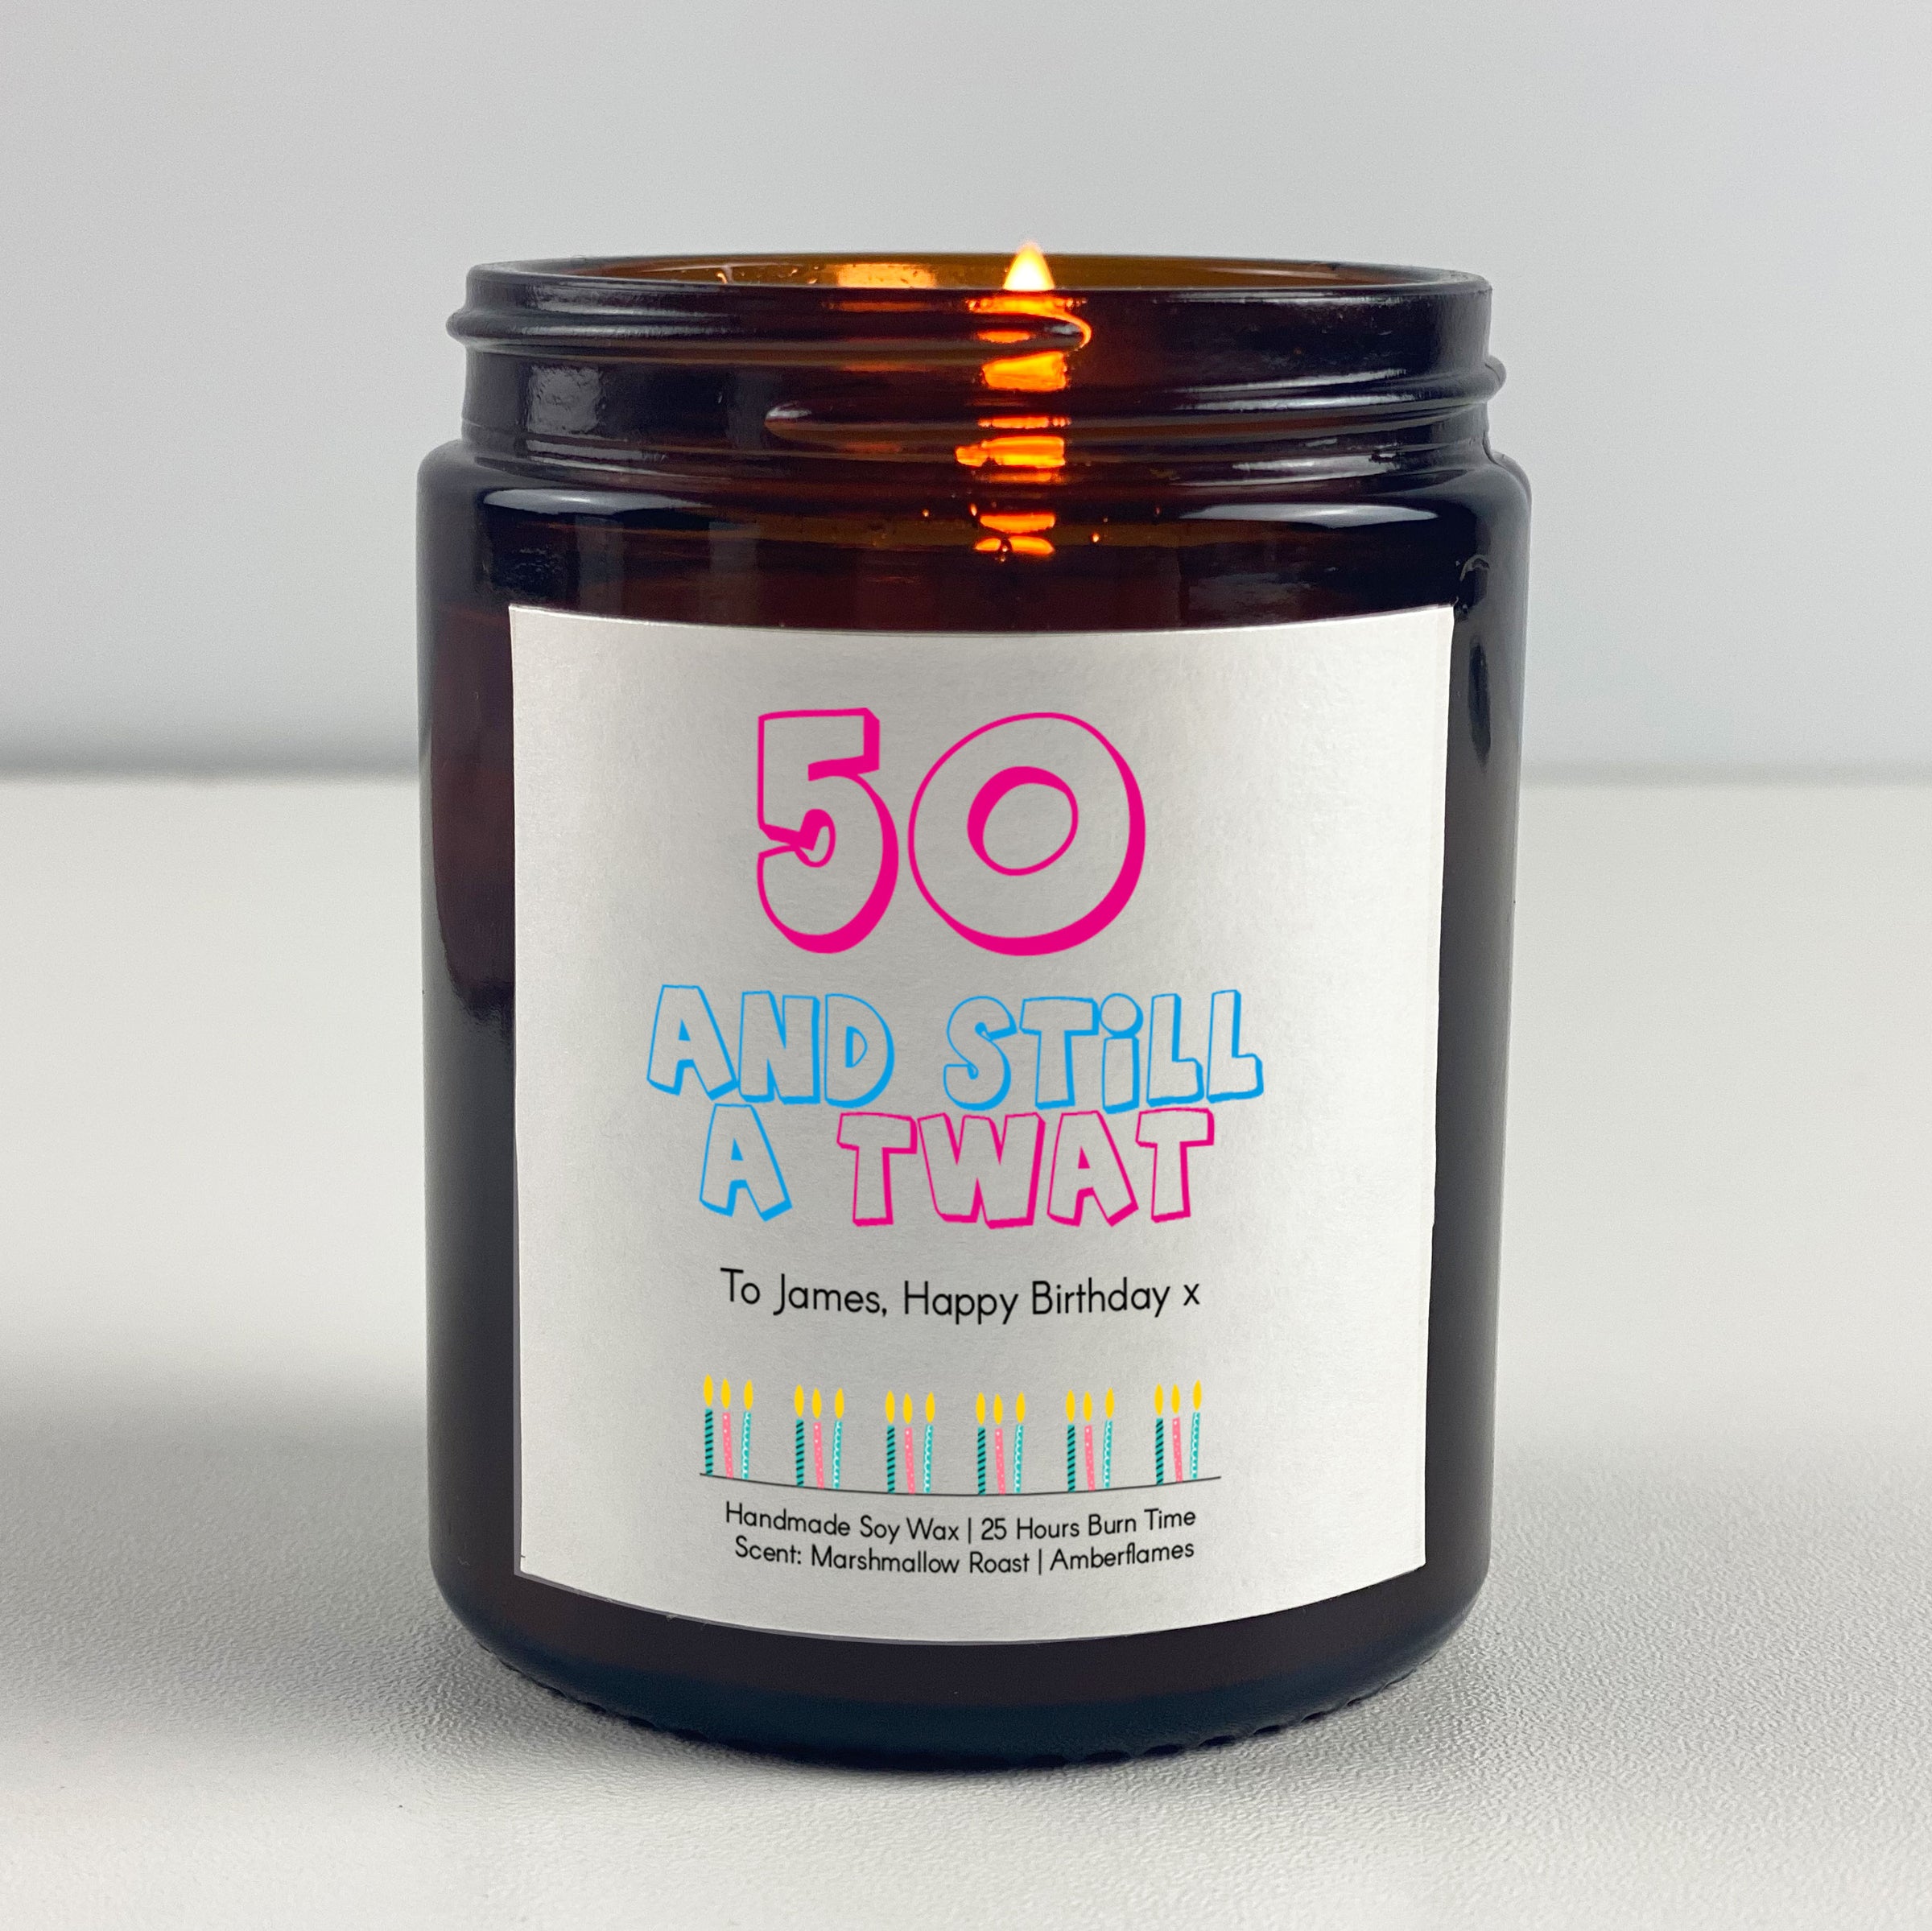 50
AND STiLL
A TWAT
To James, Happy Birthday x
Handmade Soy Wax | 25 Hours Burn Time
Scent: Marshmallow Roast | Amberflames